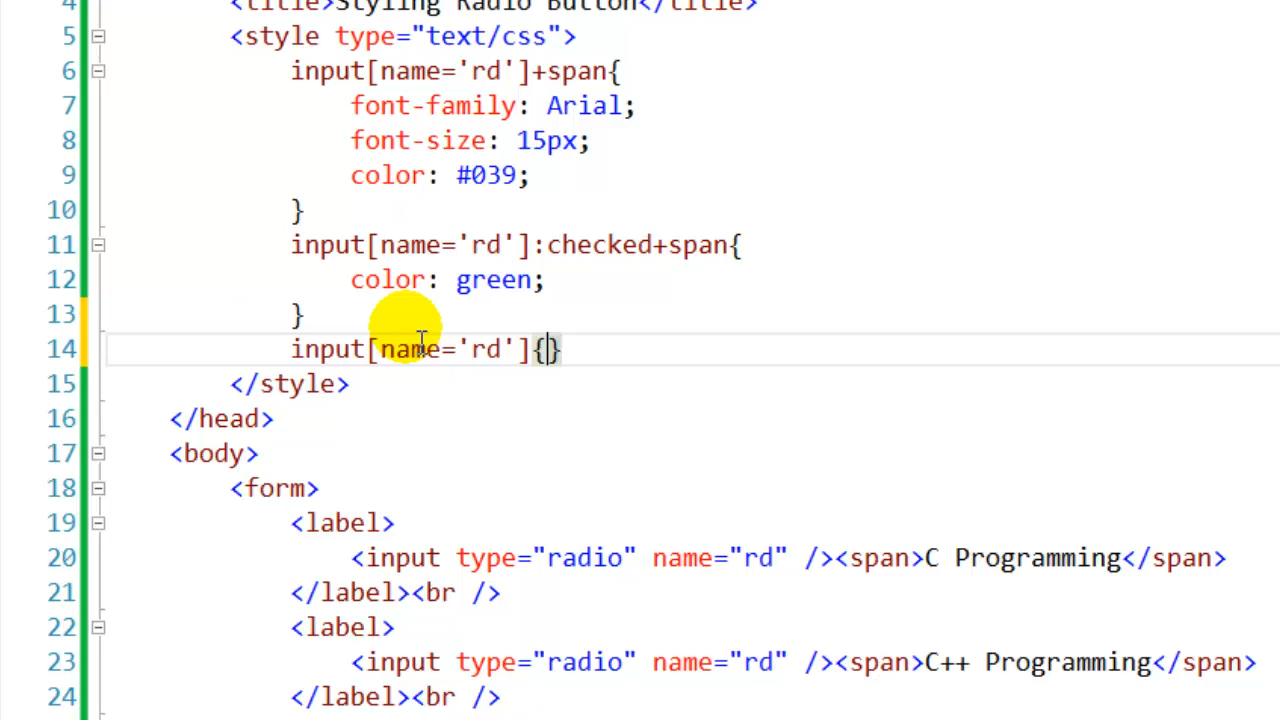 4 <title>Styling Radio Button</title>
5 <style type="text/css">
6 input[name='rd']+span{
7 font-family: Arial;
8 font-size: 15px;
9 color: #039;
10 }
11 input[name='rd']:checked+span{
12 color: green;
13 }
14 input[name='rd']{}
15 </style>
16 </head>
17 <body>
18 <form>
19 <label>
20 <input type="radio" name="rd" /><span>C Programming</span>
21 </label><br />
22 <label>
23 <input type="radio" name="rd" /><span>C++ Programming</span>
24 </label><br />